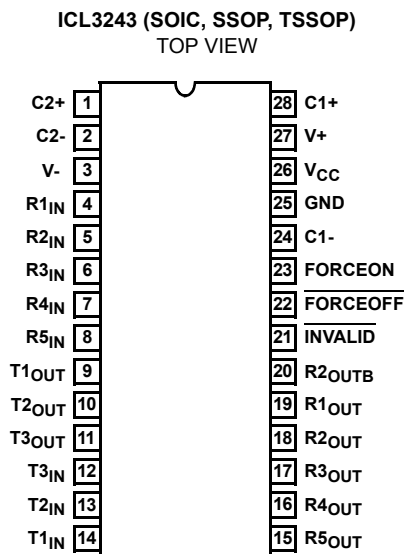 ICL3243 (SOIC, SSOP, TSSOP)
TOP VIEW
C2+ 1 28 C1+
C2- 2 27 V+
V- 3 26 VCC
R1IN 4 25 GND
R2IN 5 24 C1-
R3IN 6 23 FORCEON
R4IN 7 22 FORCEOFF
R5IN 8 21 INVALID
T1OUT 9 20 R2OUTB
T2OUT 10 19 R1OUT
T3OUT 11 18 R2OUT
T3IN 12 17 R3OUT
T2IN 13 16 R4OUT
T1IN 14 15 R5OUT